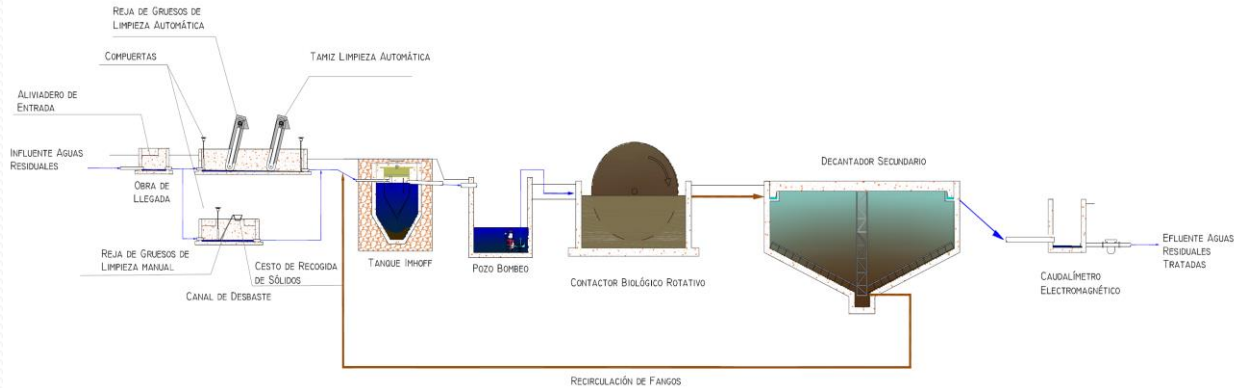 REJA DE GRUESOS DE
LIMPIEZA AUTOMÁTICA
COMPUERTAS
TAMIZ LIMPIEZA AUTOMÁTICA
ALIVIADERO DE
ENTRADA
INFLUENTE AGUAS
RESIDUALES
OBRA DE
LLEGADA
REJA DE GRUESOS DE
LIMPIEZA MANUAL
CESTO DE RECOGIDA
DE SÓLIDOS
CANAL DE DESBASTE
TANQUE IMHOFF
POZO BOMBEO
CONTACTOR BIOLÓGICO ROTATIVO
DECANTADOR SECUNDARIO
CAUDALÍMETRO
ELECTROMAGNÉTICO
EFLUENTE AGUAS
RESIDUALES
TRATADAS
RECIRCULACIÓN DE FANGOS